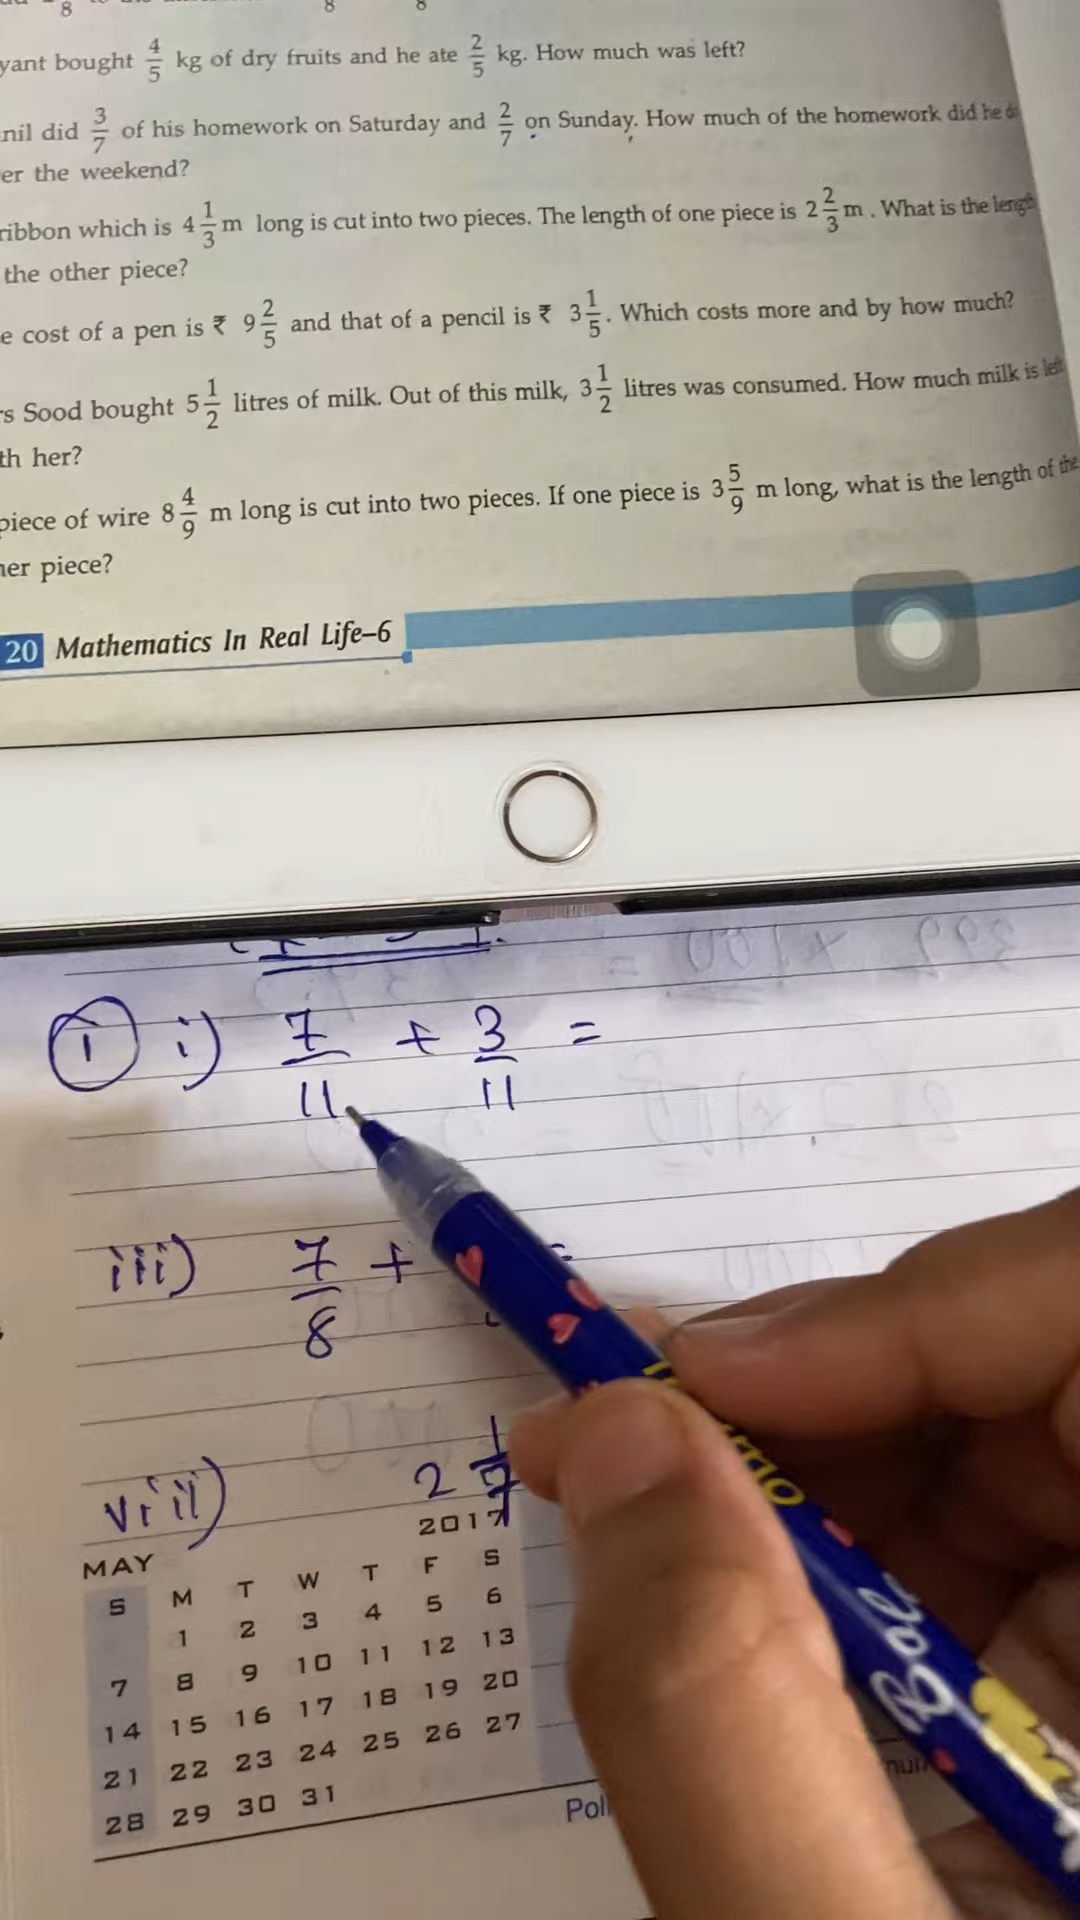 8 8 8
yant bought 4/5 kg of dry fruits and he ate 2/5 kg. How much was left?
nil did 3/7 of his homework on Saturday and 2/7 on Sunday. How much of the homework did he
er the weekend?
ribbon which is 4 1/3 m long is cut into two pieces. The length of one piece is 2 2/3 m. What is the length
the other piece?
e cost of a pen is ₹ 9 2/5 and that of a pencil is ₹ 3 1/5. Which costs more and by how much?
rs Sood bought 5 1/2 litres of milk. Out of this milk, 3 1/2 litres was consumed. How much milk is left
th her?
piece of wire 8 4/9 m long is cut into two pieces. If one piece is 3 5/9 m long, what is the length of the
her piece?
20 Mathematics In Real Life–6
1 i) 7/11 + 3/11 =
iii) 7/8 + =
viii) 2 1/7
2017
MAY
S M T W T F S
1 2 3 4 5 6
7 8 9 10 11 12 13
14 15 16 17 18 19 20
21 22 23 24 25 26 27
28 29 30 31